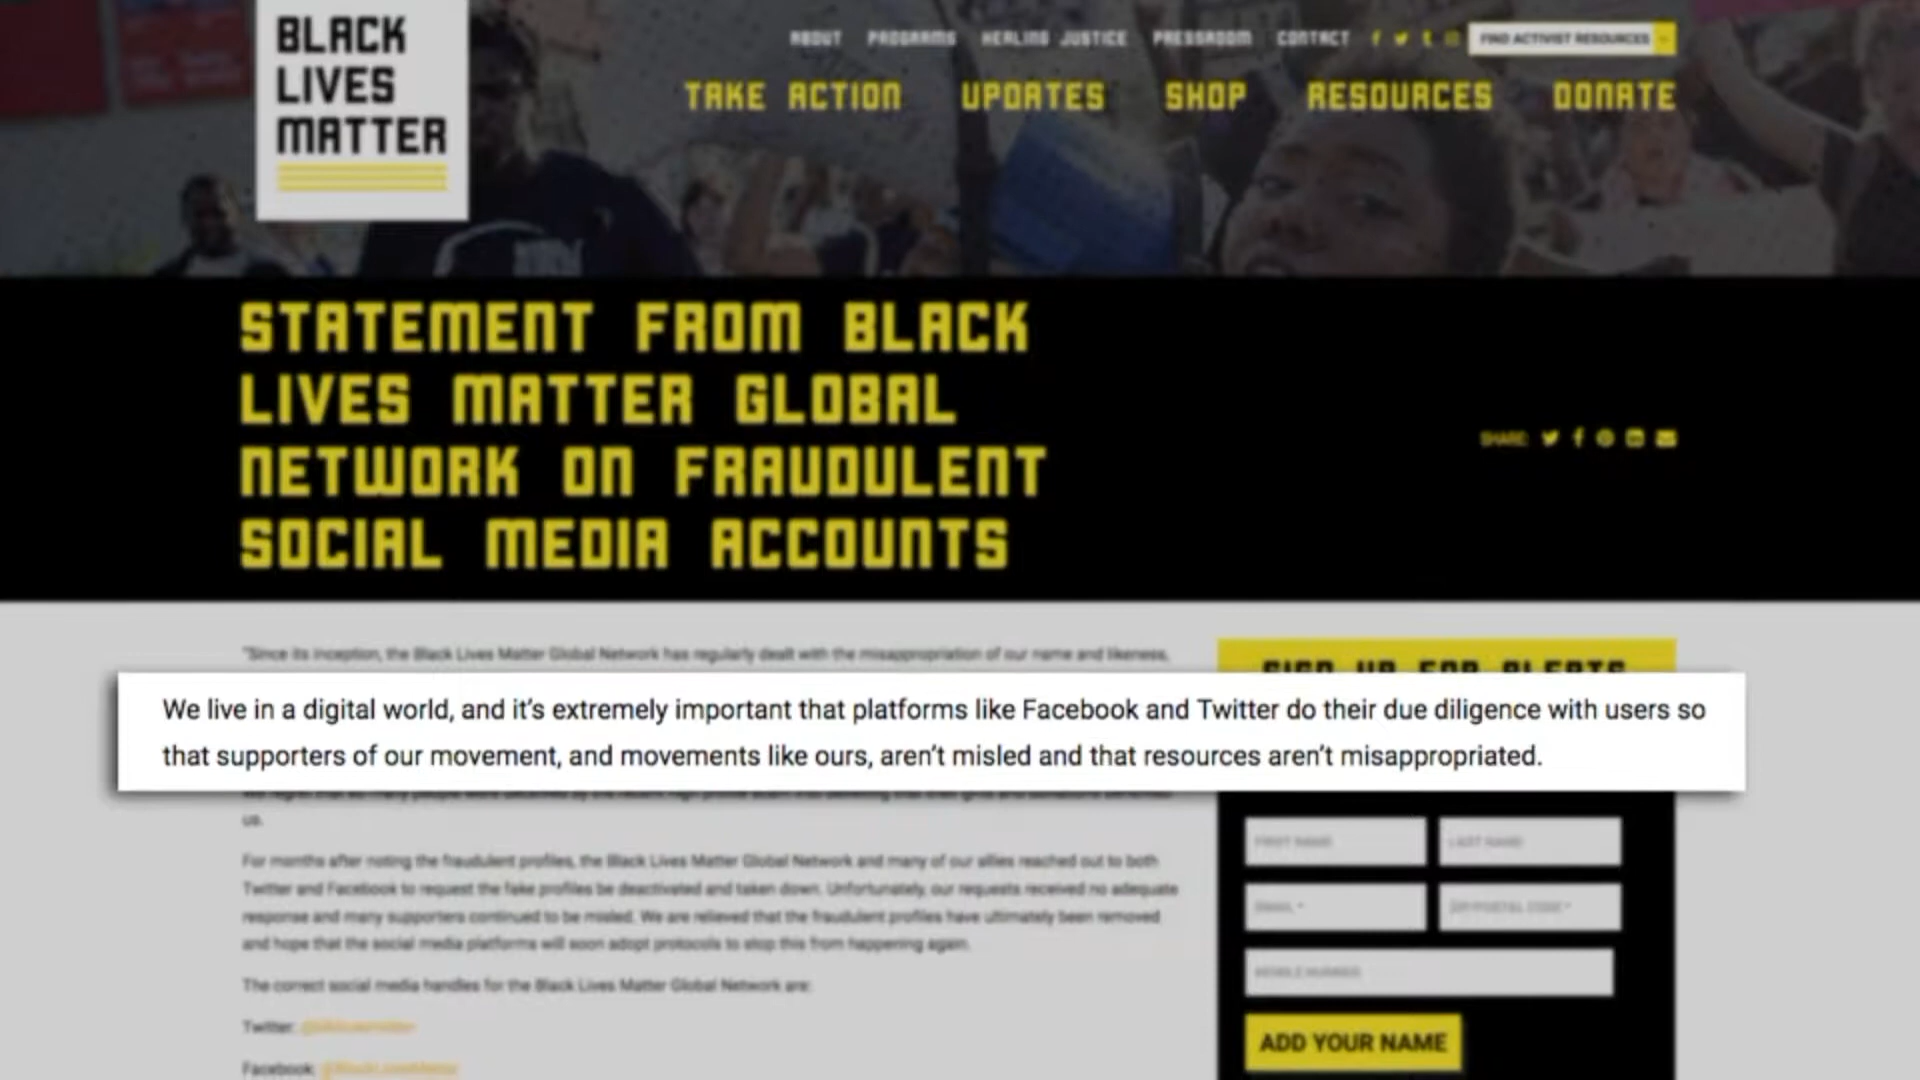 BLACK
LIVES
MATTER
ABOUT PROGRAMS HEALING JUSTICE PRESSROOM CONTACT FIND ACTIVIST RESOURCES
TAKE ACTION UPDATES SHOP RESOURCES DONATE
STATEMENT FROM BLACK
LIVES MATTER GLOBAL
NETWORK ON FRAUDULENT
SOCIAL MEDIA ACCOUNTS
SHARE:
"Since its inception, the Black Lives Matter Global Network has regularly dealt with the misappropriation of our name and likeness,
SIGN UP FOR ALERTS
We live in a digital world, and it's extremely important that platforms like Facebook and Twitter do their due diligence with users so
that supporters of our movement, and movements like ours, aren't misled and that resources aren't misappropriated.
us.
For months after noting the fraudulent profiles, the Black Lives Matter Global Network and many of our allies reached out to both
Twitter and Facebook to request the fake profiles be deactivated and taken down. Unfortunately, our requests received no adequate
response and many supporters continued to be misled. We are relieved that the fraudulent profiles have ultimately been removed
and hope that the social media platforms will soon adopt protocols to stop this from happening again.
The correct social media handles for the Black Lives Matter Global Network are:
Twitter:
Facebook:
FIRST NAME LAST NAME
EMAIL * ZIP/POSTAL CODE *
MOBILE NUMBER
ADD YOUR NAME